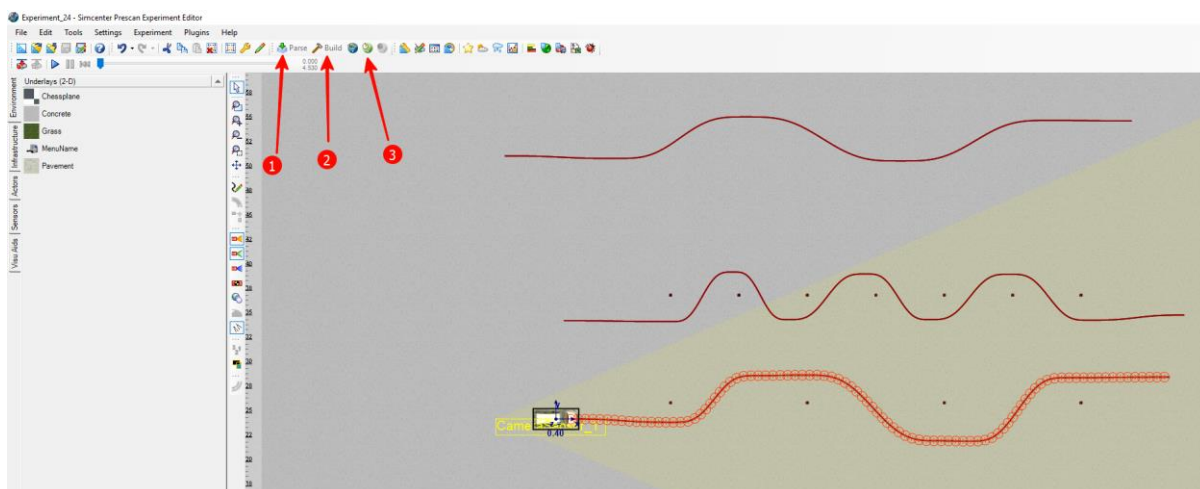 Experiment_24 - Simcenter Prescan Experiment Editor
File Edit Tools Settings Experiment Plugins Help
Parse Build
0.000
4.530
Underlays (2-D)
Chessplane
Concrete
Grass
MenuName
Pavement
Environment
Infrastructure
Actors
Sensors
Visu Aids
1
2
3
Came
0.40